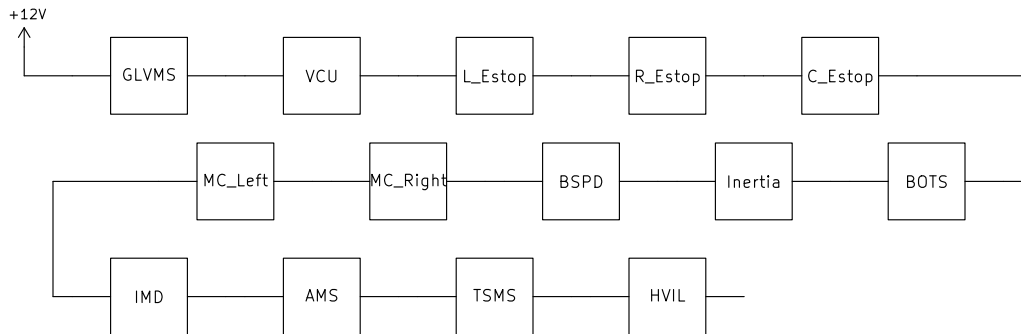 +12V
GLVMS VCU L_Estop R_Estop C_Estop
MC_Left MC_Right BSPD Inertia BOTS
IMD AMS TSMS HVIL